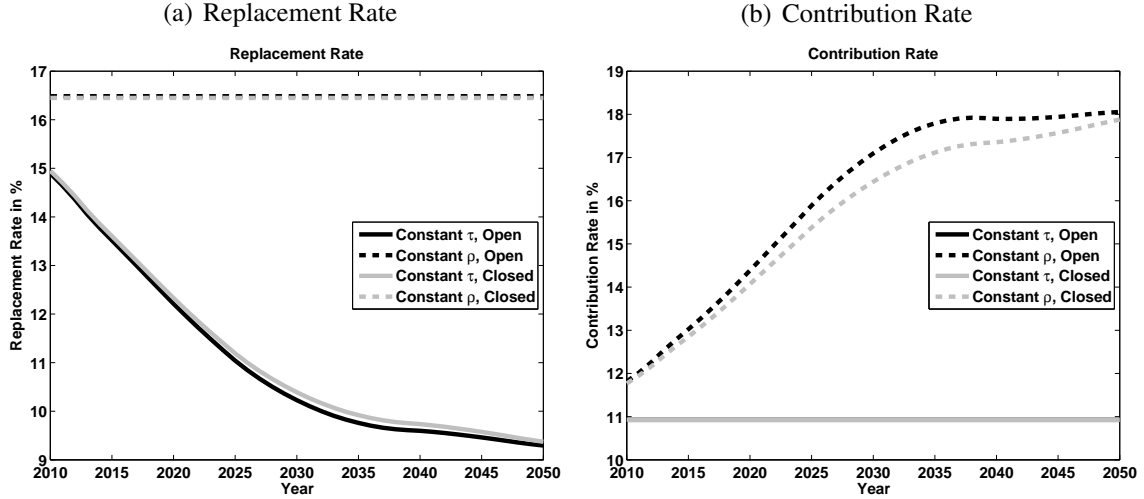 (a) Replacement Rate
Replacement Rate
17
16
15
14
13
12
11
10
9
Replacement Rate in %
2010 2015 2020 2025 2030 2035 2040 2045 2050
Year
Constant τ, Open
Constant ρ, Open
Constant τ, Closed
Constant ρ, Closed
(b) Contribution Rate
Contribution Rate
19
18
17
16
15
14
13
12
11
10
Contribution Rate in %
2010 2015 2020 2025 2030 2035 2040 2045 2050
Year
Constant τ, Open
Constant ρ, Open
Constant τ, Closed
Constant ρ, Closed